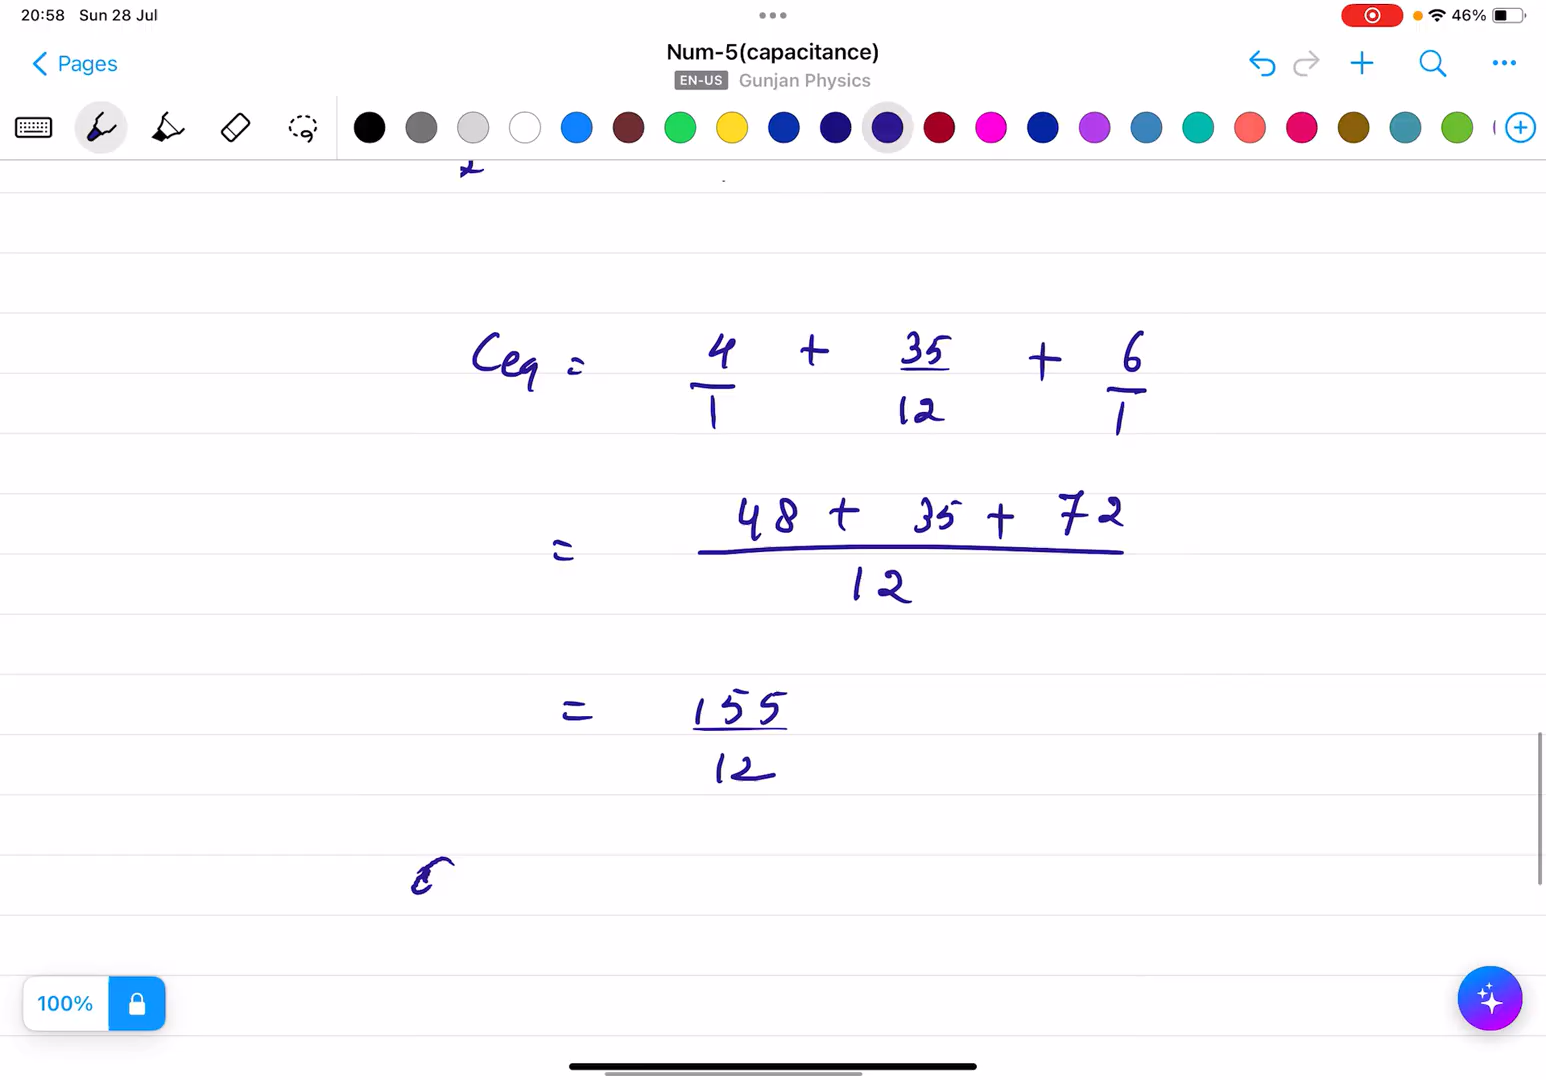 20:58 Sun 28 Jul 46%
Pages
Num-5(capacitance)
EN-US Gunjan Physics
Ceq = 4/1 + 35/12 + 6/1
= 48 + 35 + 72 / 12
= 155/12
100%